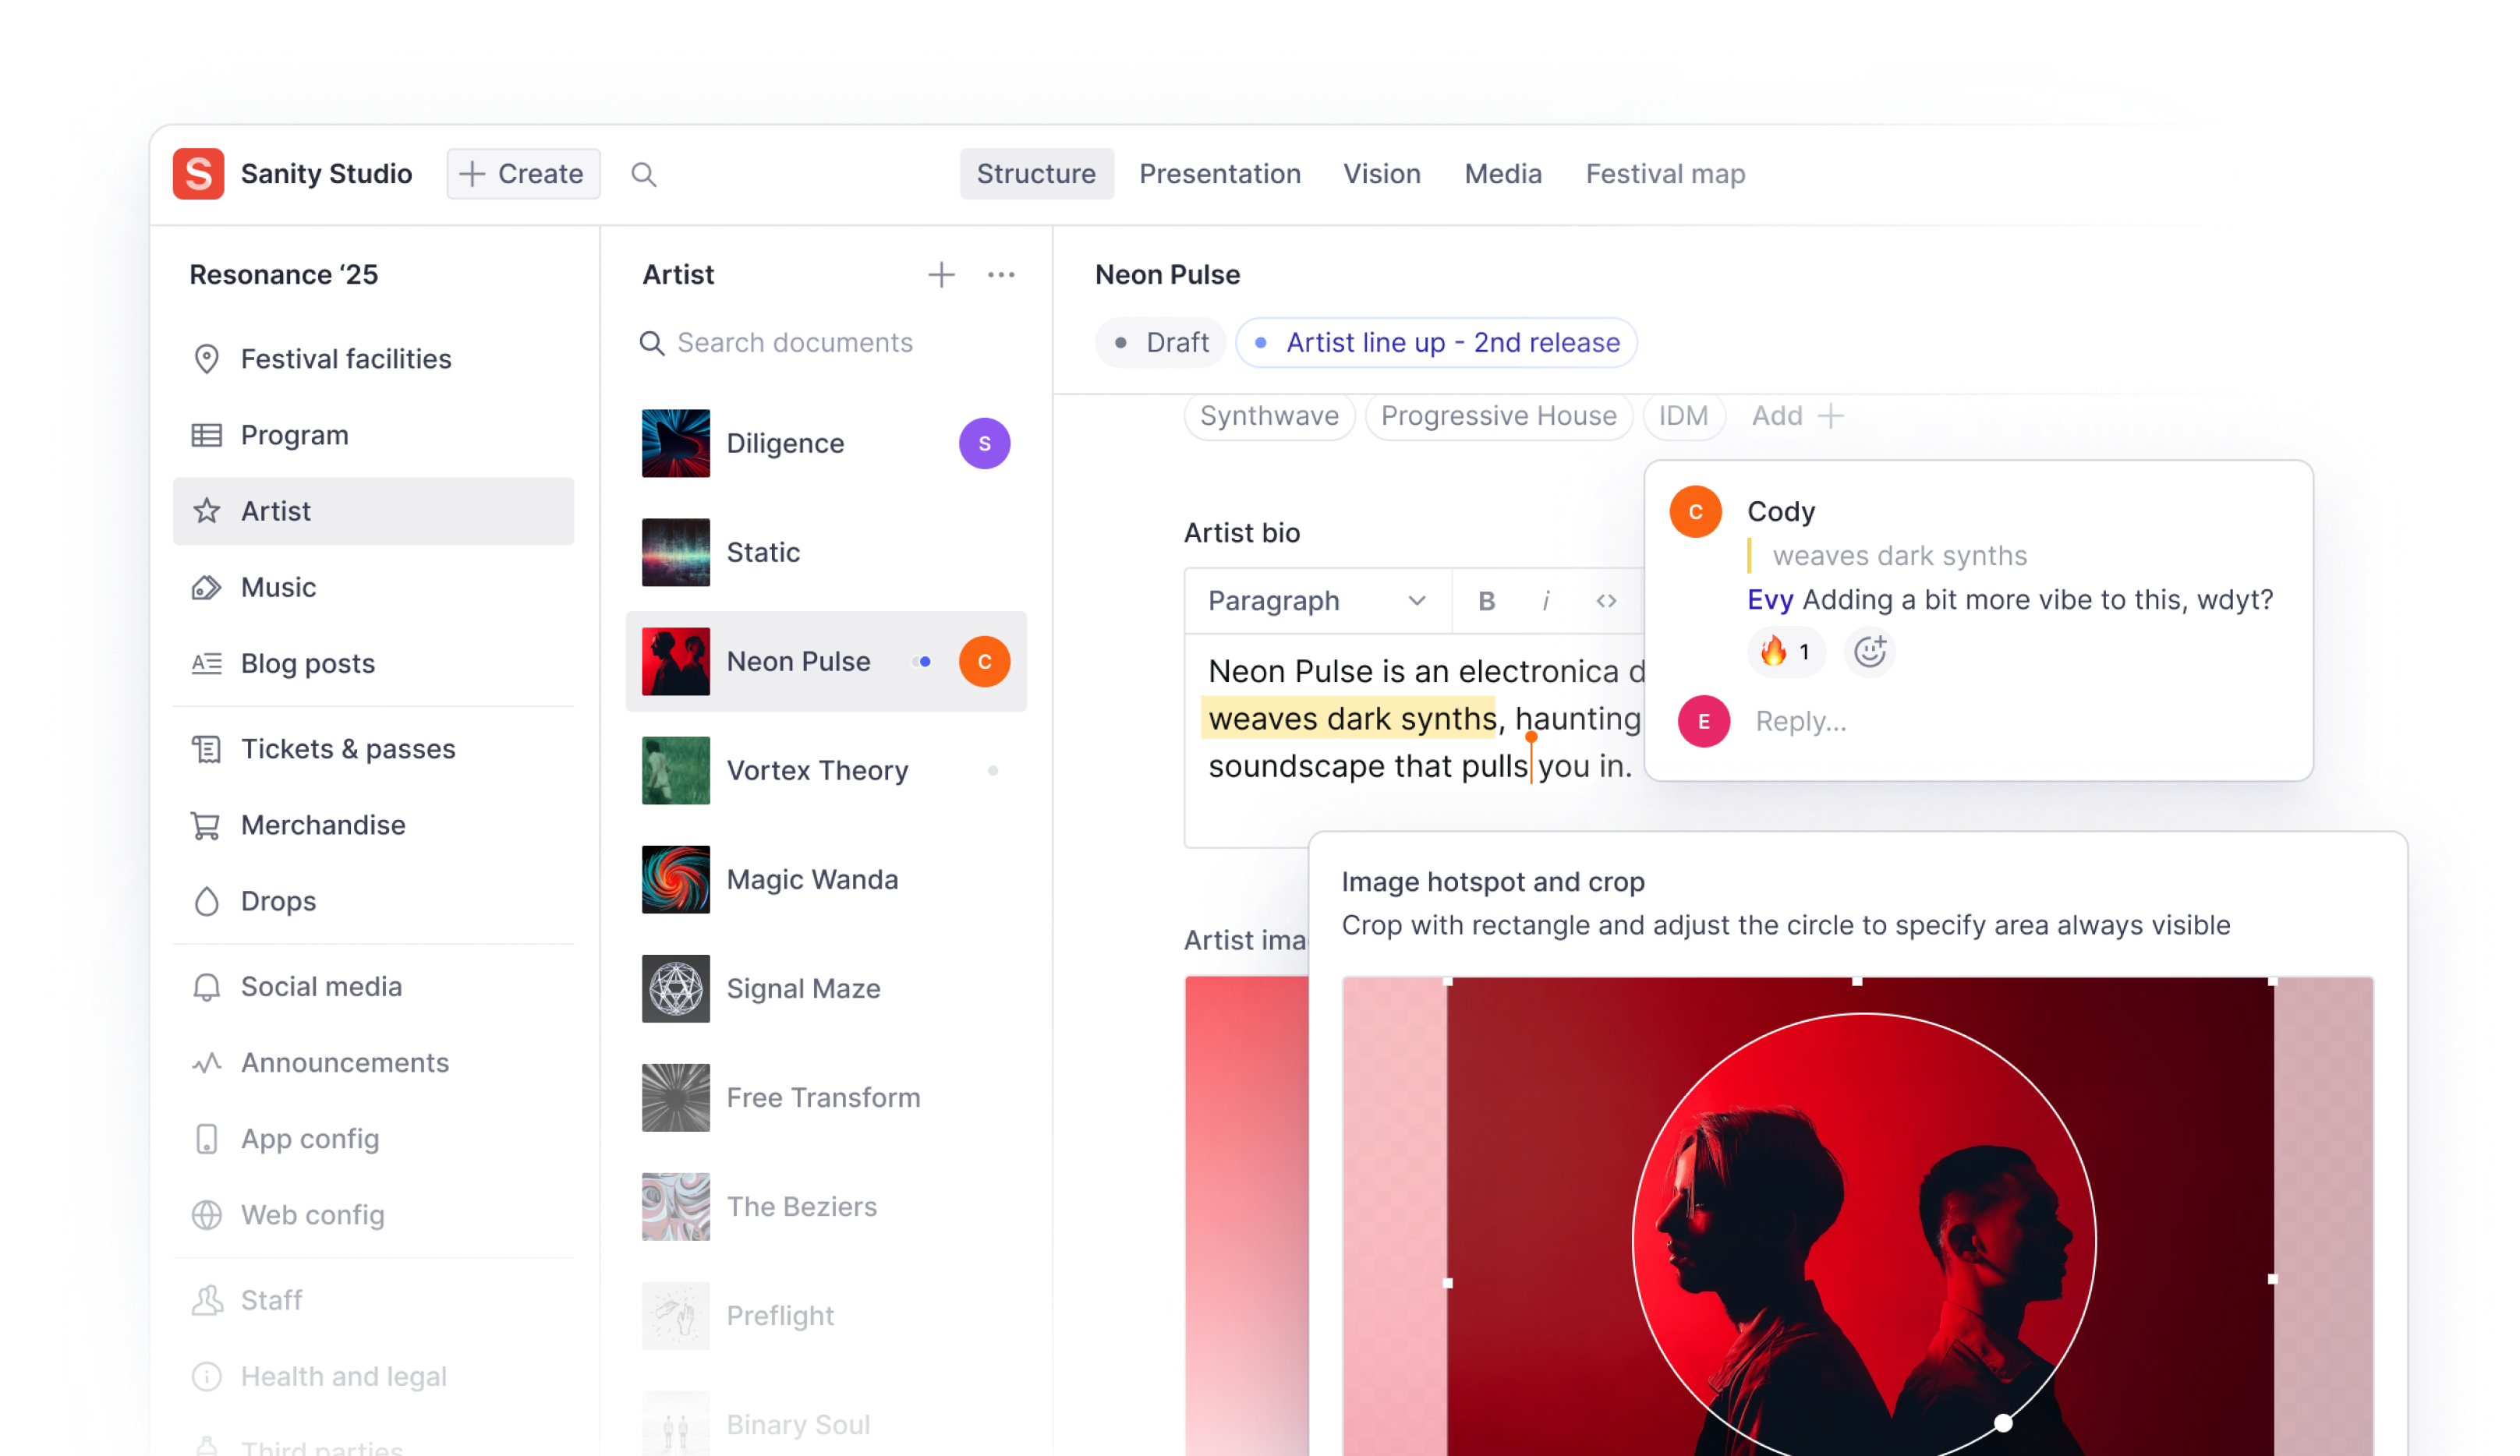 S Sanity Studio
Create
Structure Presentation Vision Media Festival map
Resonance ‘25
Festival facilities
Program
Artist
Music
Blog posts
Tickets & passes
Merchandise
Drops
Social media
Announcements
App config
Web config
Staff
Health and legal
Third parties
Artist
Search documents
Diligence S
Static
Neon Pulse C
Vortex Theory
Magic Wanda
Signal Maze
Free Transform
The Beziers
Preflight
Binary Soul
Neon Pulse
Draft Artist line up - 2nd release
Synthwave Progressive House IDM Add
Artist bio
Paragraph B i <>
Neon Pulse is an electronica d
weaves dark synths, haunting
soundscape that pulls you in.
C Cody
weaves dark synths
Evy Adding a bit more vibe to this, wdyt?
1
E Reply...
Artist ima
Image hotspot and crop
Crop with rectangle and adjust the circle to specify area always visible